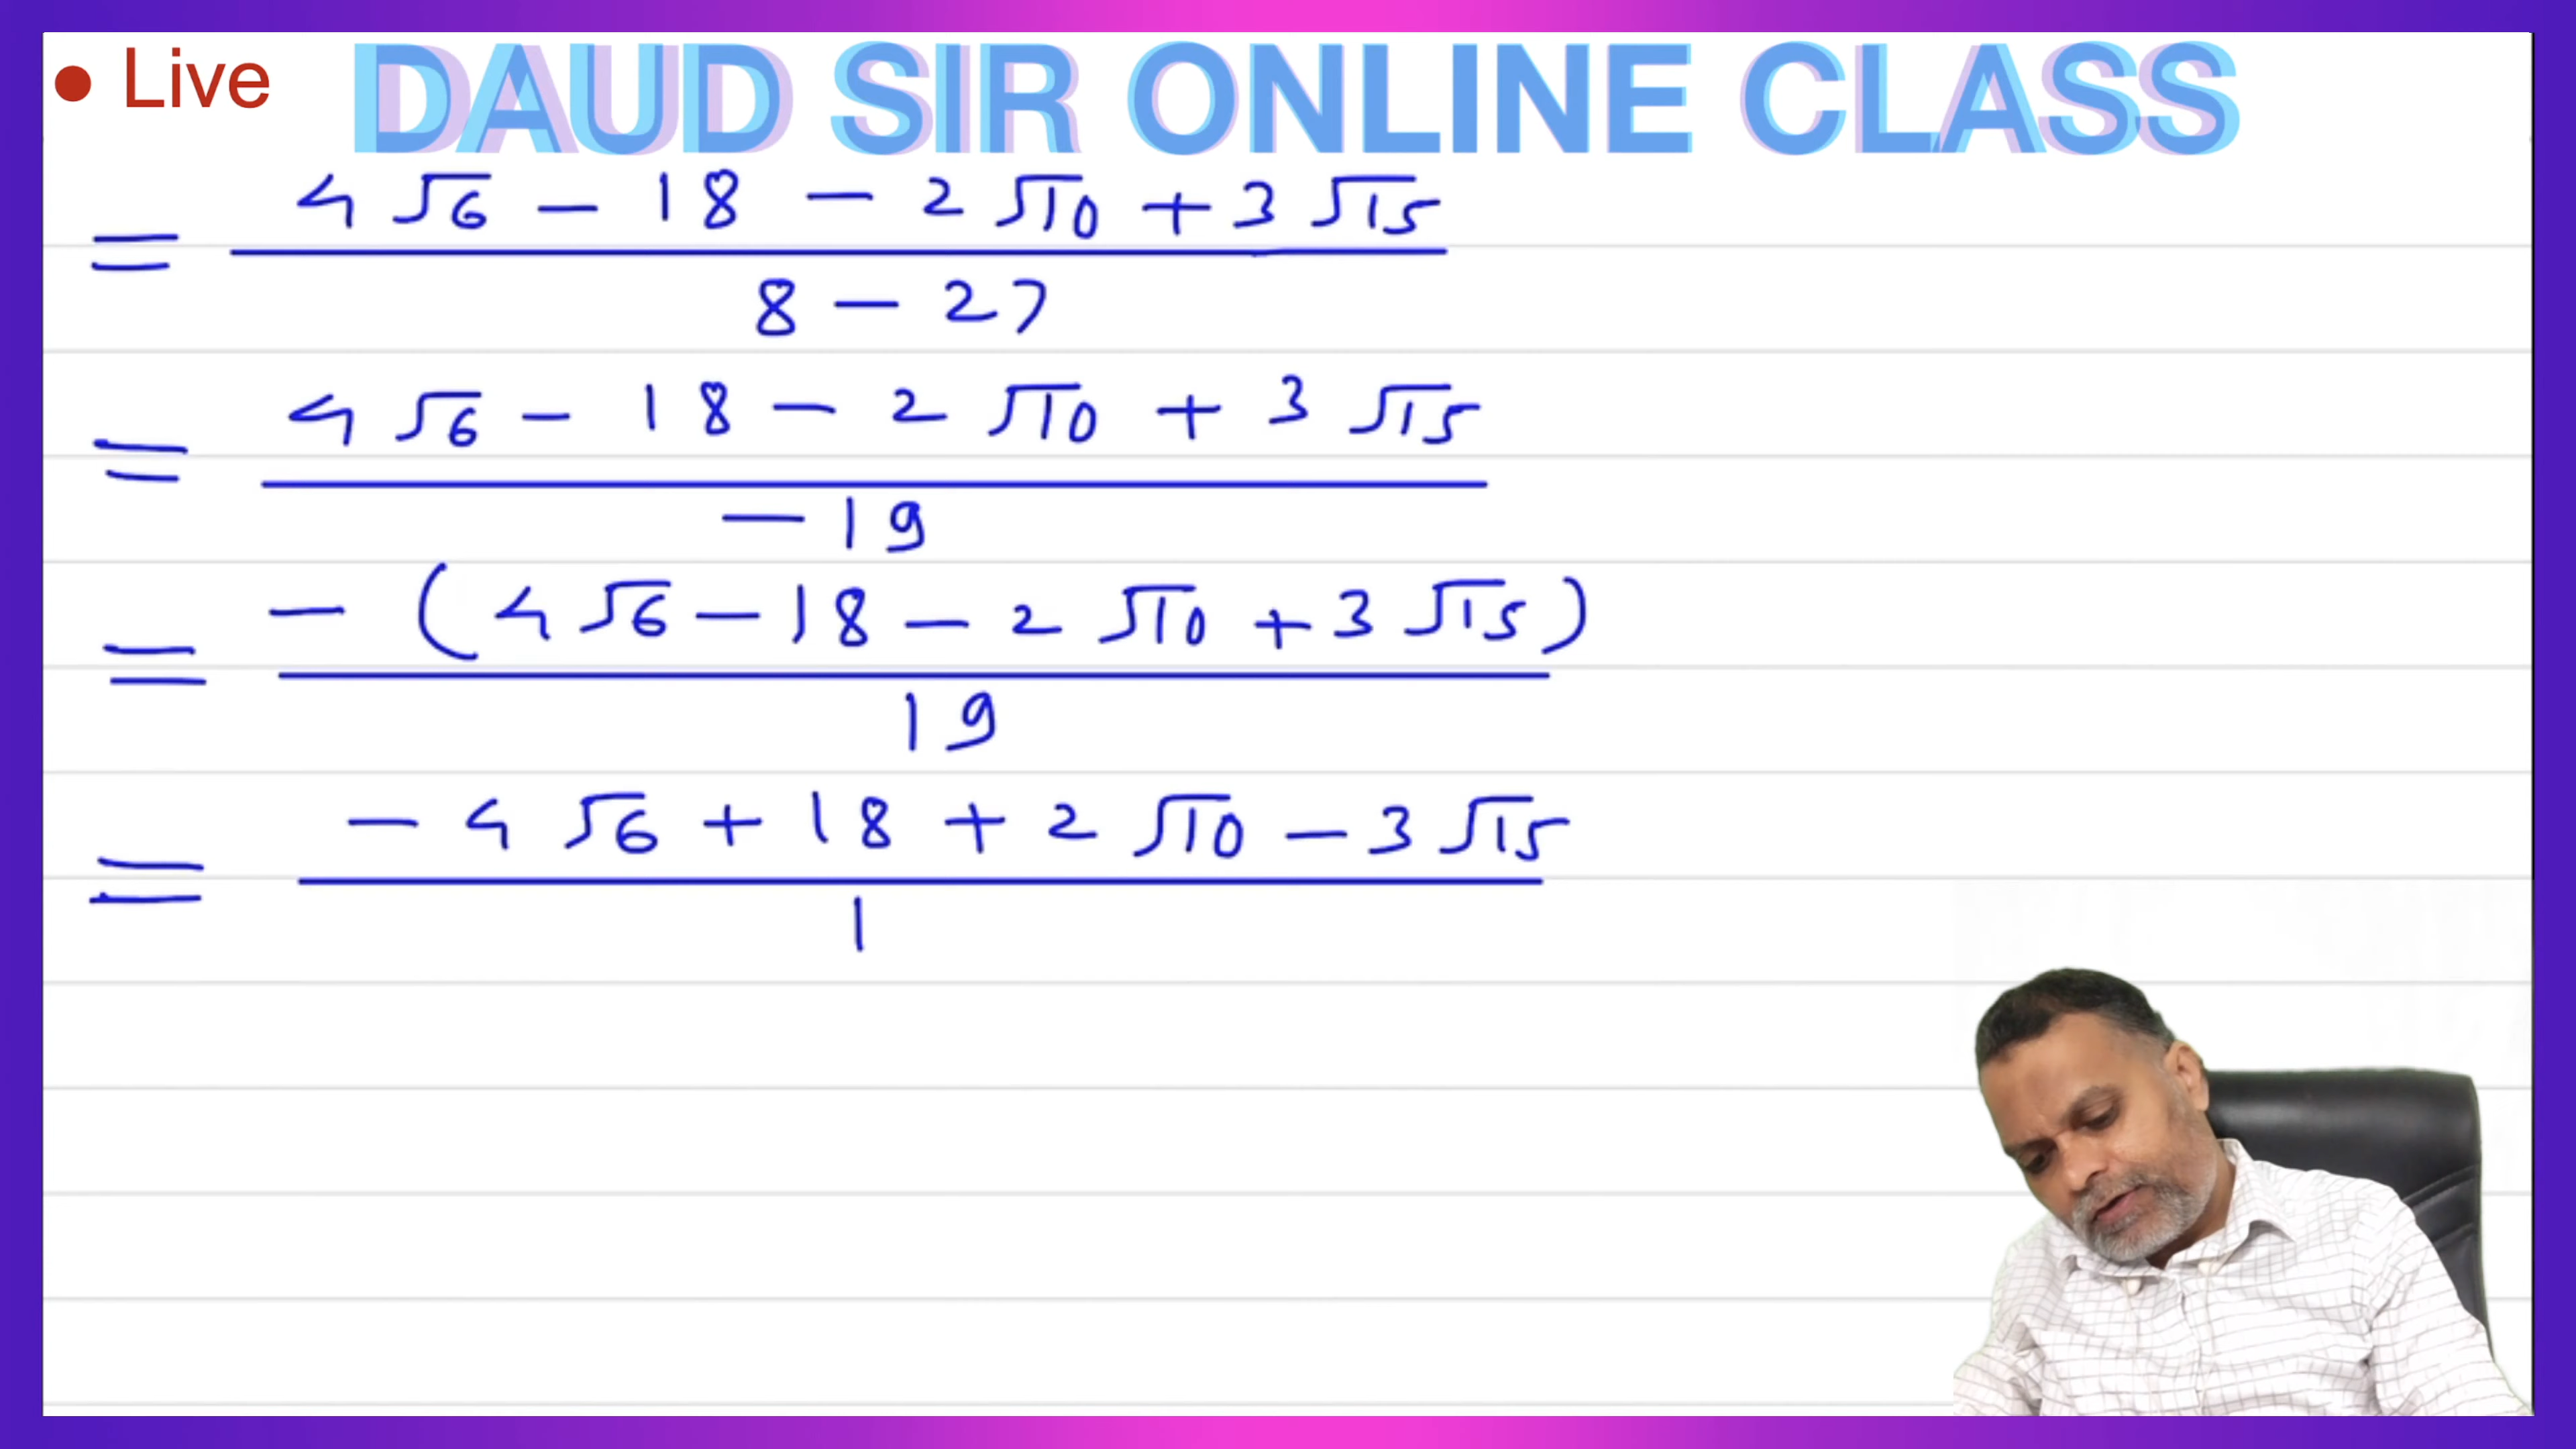 • Live DAUD SIR ONLINE CLASS
4√6 − 18 − 2√10 + 3√15
=
8 − 27
4√6 − 18 − 2√10 + 3√15
=
−19
− (4√6 − 18 − 2√10 + 3√15)
=
19
− 4√6 + 18 + 2√10 − 3√15
=
1